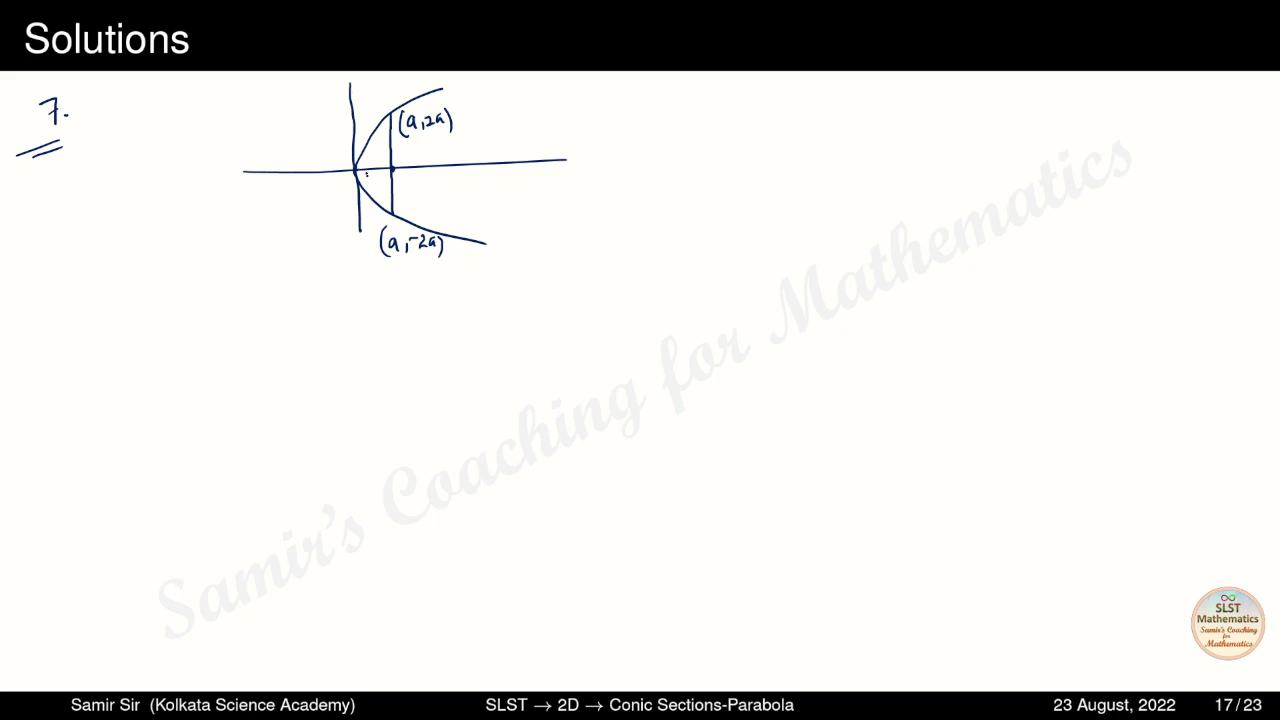 Solutions
7.
(a,2a)
(a,-2a)
Samir's Coaching for Mathematics
SLST
Mathematics
Samir's Coaching
for
Mathematics
Samir Sir (Kolkata Science Academy)
SLST → 2D → Conic Sections-Parabola
23 August, 2022
17 / 23